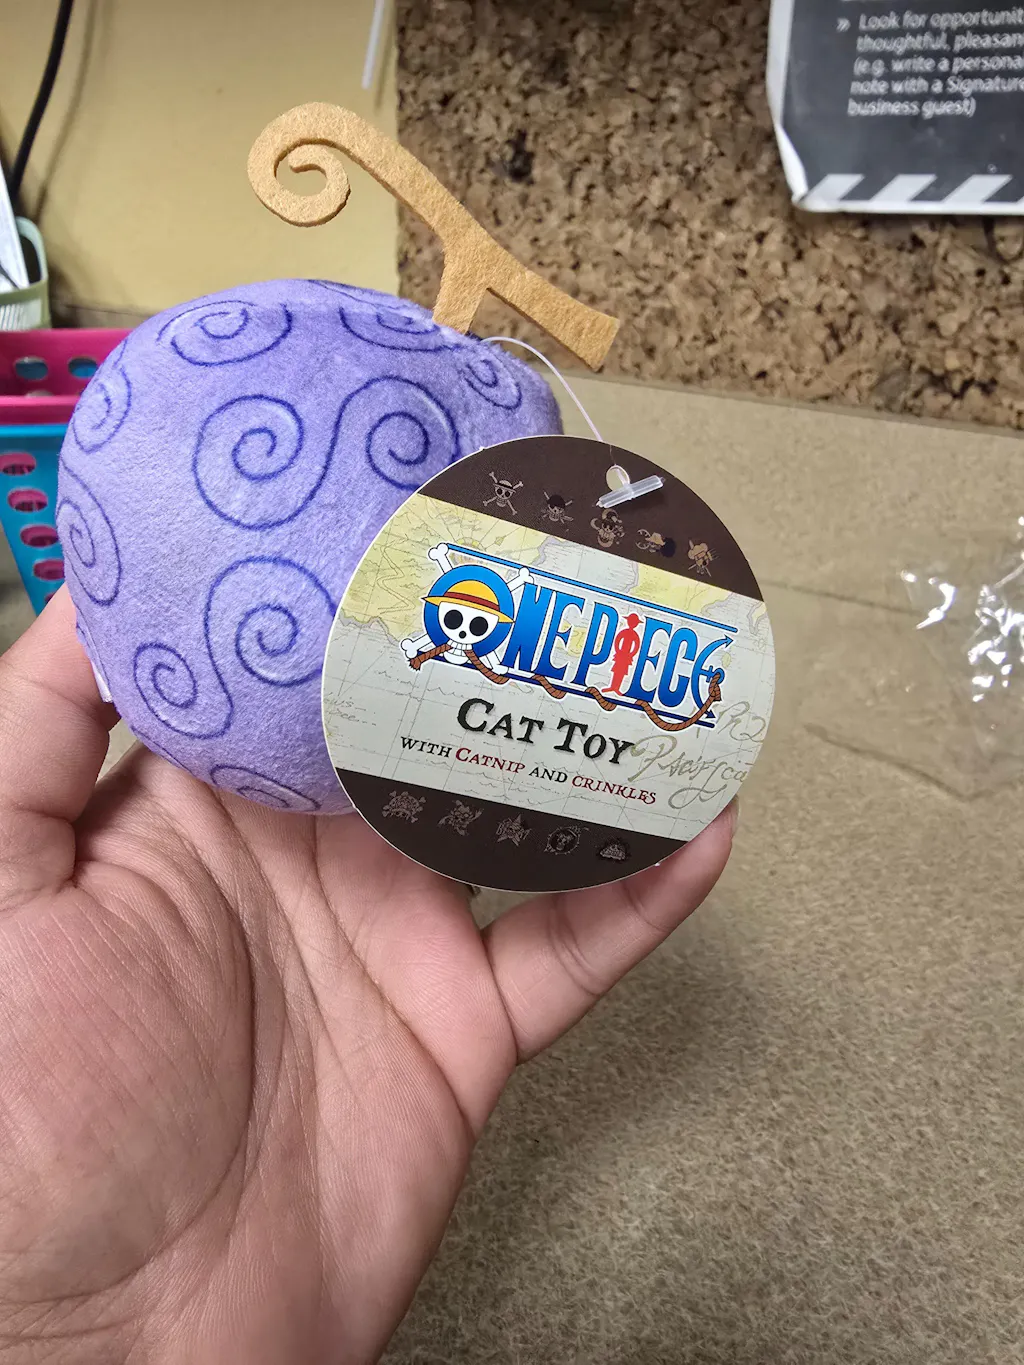 » Look for opportunit
thoughtful, pleasan
(e.g. write a persona
note with a Signature
business guest)
ONE PIECE
CAT TOY
WITH CATNIP AND CRINKLES
Pacific